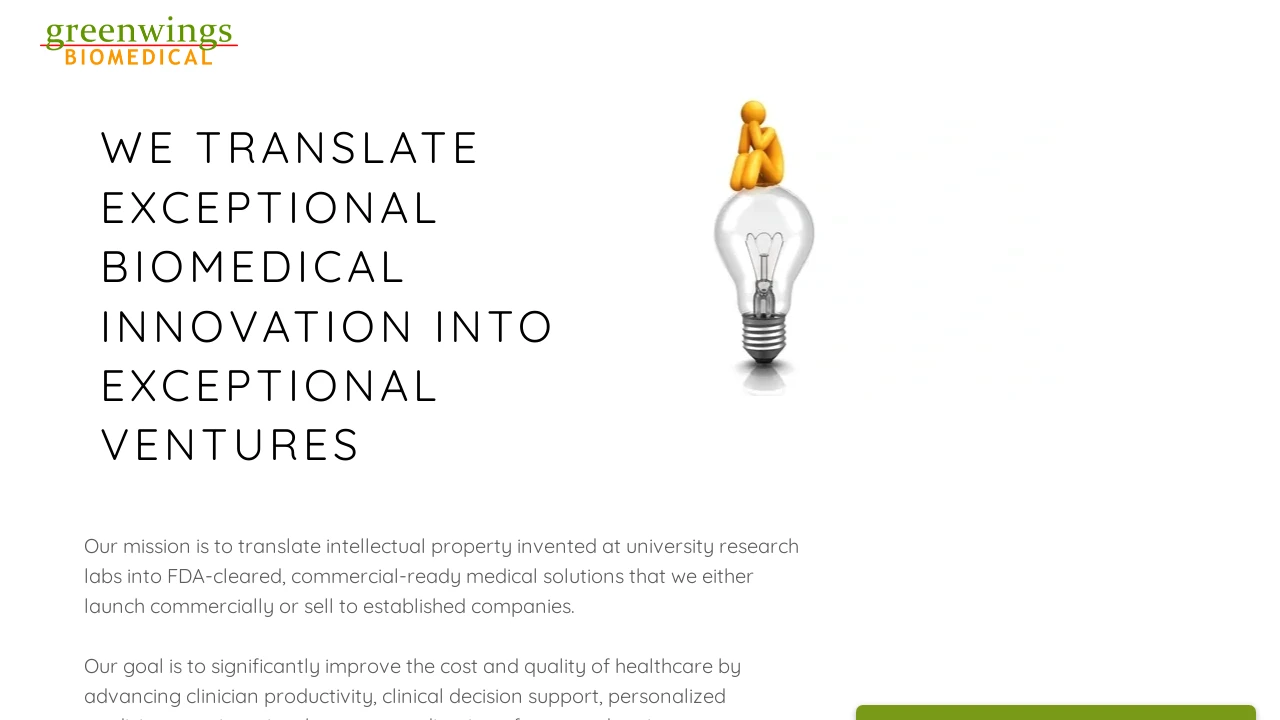 greenwings
BIOMEDICAL
WE TRANSLATE
EXCEPTIONAL
BIOMEDICAL
INNOVATION INTO
EXCEPTIONAL
VENTURES
Our mission is to translate intellectual property invented at university research
labs into FDA-cleared, commercial-ready medical solutions that we either
launch commercially or sell to established companies.
Our goal is to significantly improve the cost and quality of healthcare by
advancing clinician productivity, clinical decision support, personalized